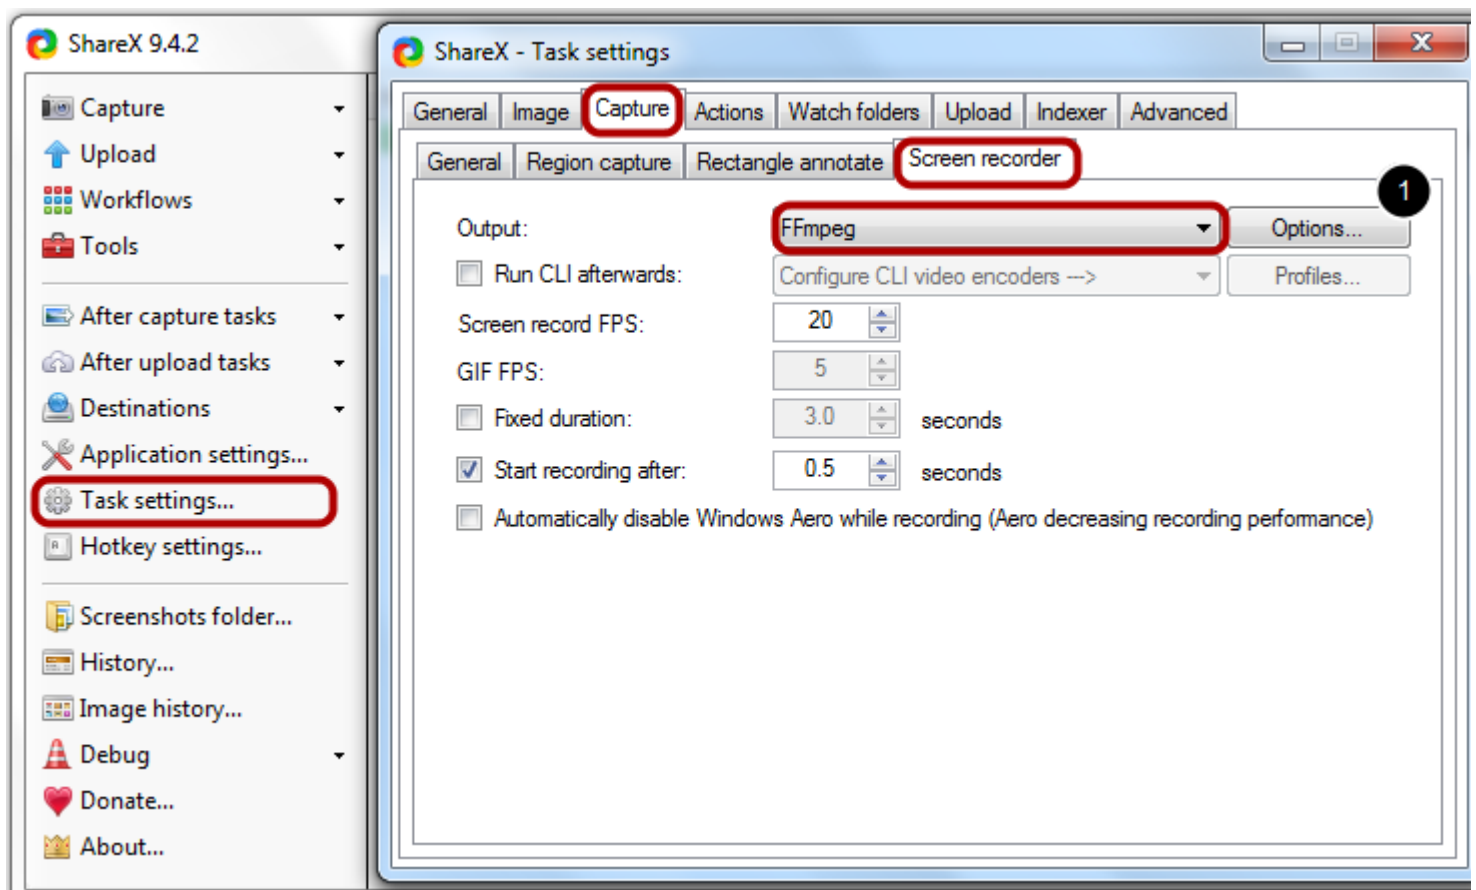 ShareX 9.4.2
Capture
Upload
Workflows
Tools
After capture tasks
After upload tasks
Destinations
Application settings...
Task settings...
Hotkey settings...
Screenshots folder...
History...
Image history...
Debug
Donate...
About...
ShareX - Task settings
General Image Capture Actions Watch folders Upload Indexer Advanced
General Region capture Rectangle annotate Screen recorder
1
Output: FFmpeg Options...
Run CLI afterwards: Configure CLI video encoders ---> Profiles...
Screen record FPS: 20
GIF FPS: 5
Fixed duration: 3.0 seconds
Start recording after: 0.5 seconds
Automatically disable Windows Aero while recording (Aero decreasing recording performance)